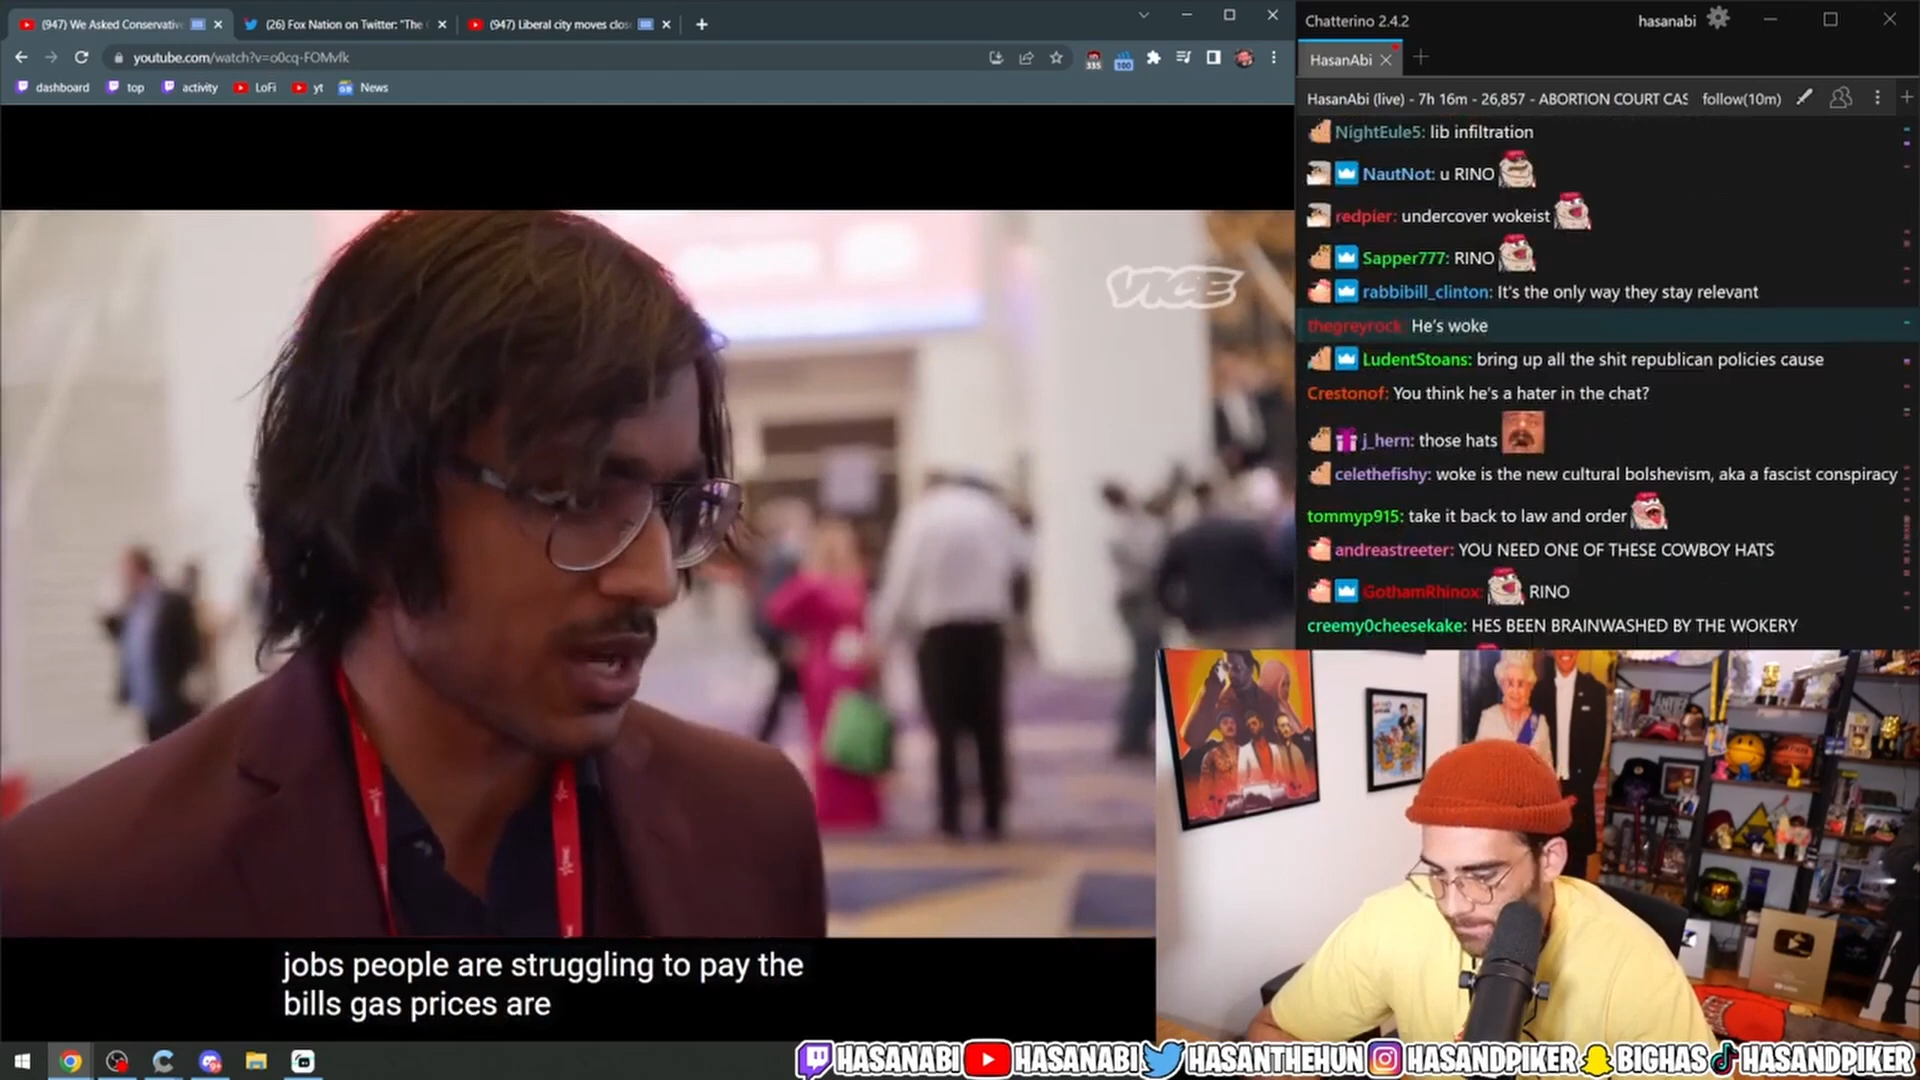 (947) We Asked Conservativ
(26) Fox Nation on Twitter: "The
(947) Liberal city moves clos
youtube.com/watch?v=o0cq-FOMvfk
335
100
dashboard
top
activity
LoFi
yt
News
VICE
jobs people are struggling to pay the
bills gas prices are
Chatterino 2.4.2
hasanabi
HasanAbi
HasanAbi (live) - 7h 16m - 26,857 - ABORTION COURT CAS
follow(10m)
NightEule5: lib infiltration
NautNot: u RINO
redpier: undercover wokeist
Sapper777: RINO
rabbibill_clinton: It's the only way they stay relevant
thegreyrock: He's woke
LudentStoans: bring up all the shit republican policies cause
Crestonof: You think he's a hater in the chat?
j_hern: those hats
celethefishy: woke is the new cultural bolshevism, aka a fascist conspiracy
tommyp915: take it back to law and order
andreastreeter: YOU NEED ONE OF THESE COWBOY HATS
GothamRhinox: RINO
creemy0cheesekake: HES BEEN BRAINWASHED BY THE WOKERY
HASANABI HASANABI HASANTHEHUN HASANDPIKER BIGHAS HASANDPIKER